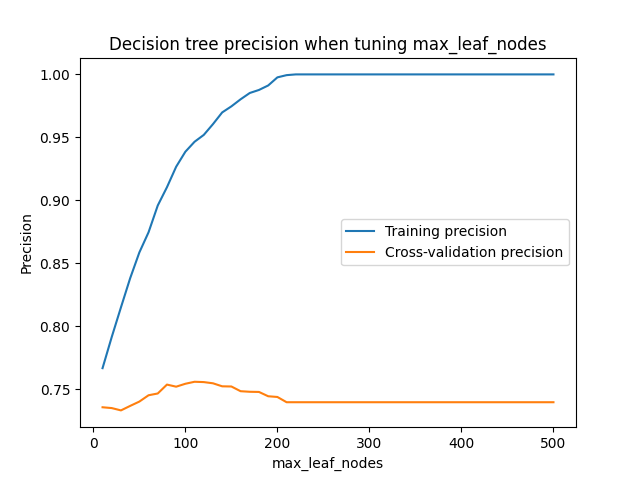 Decision tree precision when tuning max_leaf_nodes
1.00
0.95
0.90
0.85
0.80
0.75
Precision
Training precision
Cross-validation precision
0 100 200 300 400 500
max_leaf_nodes